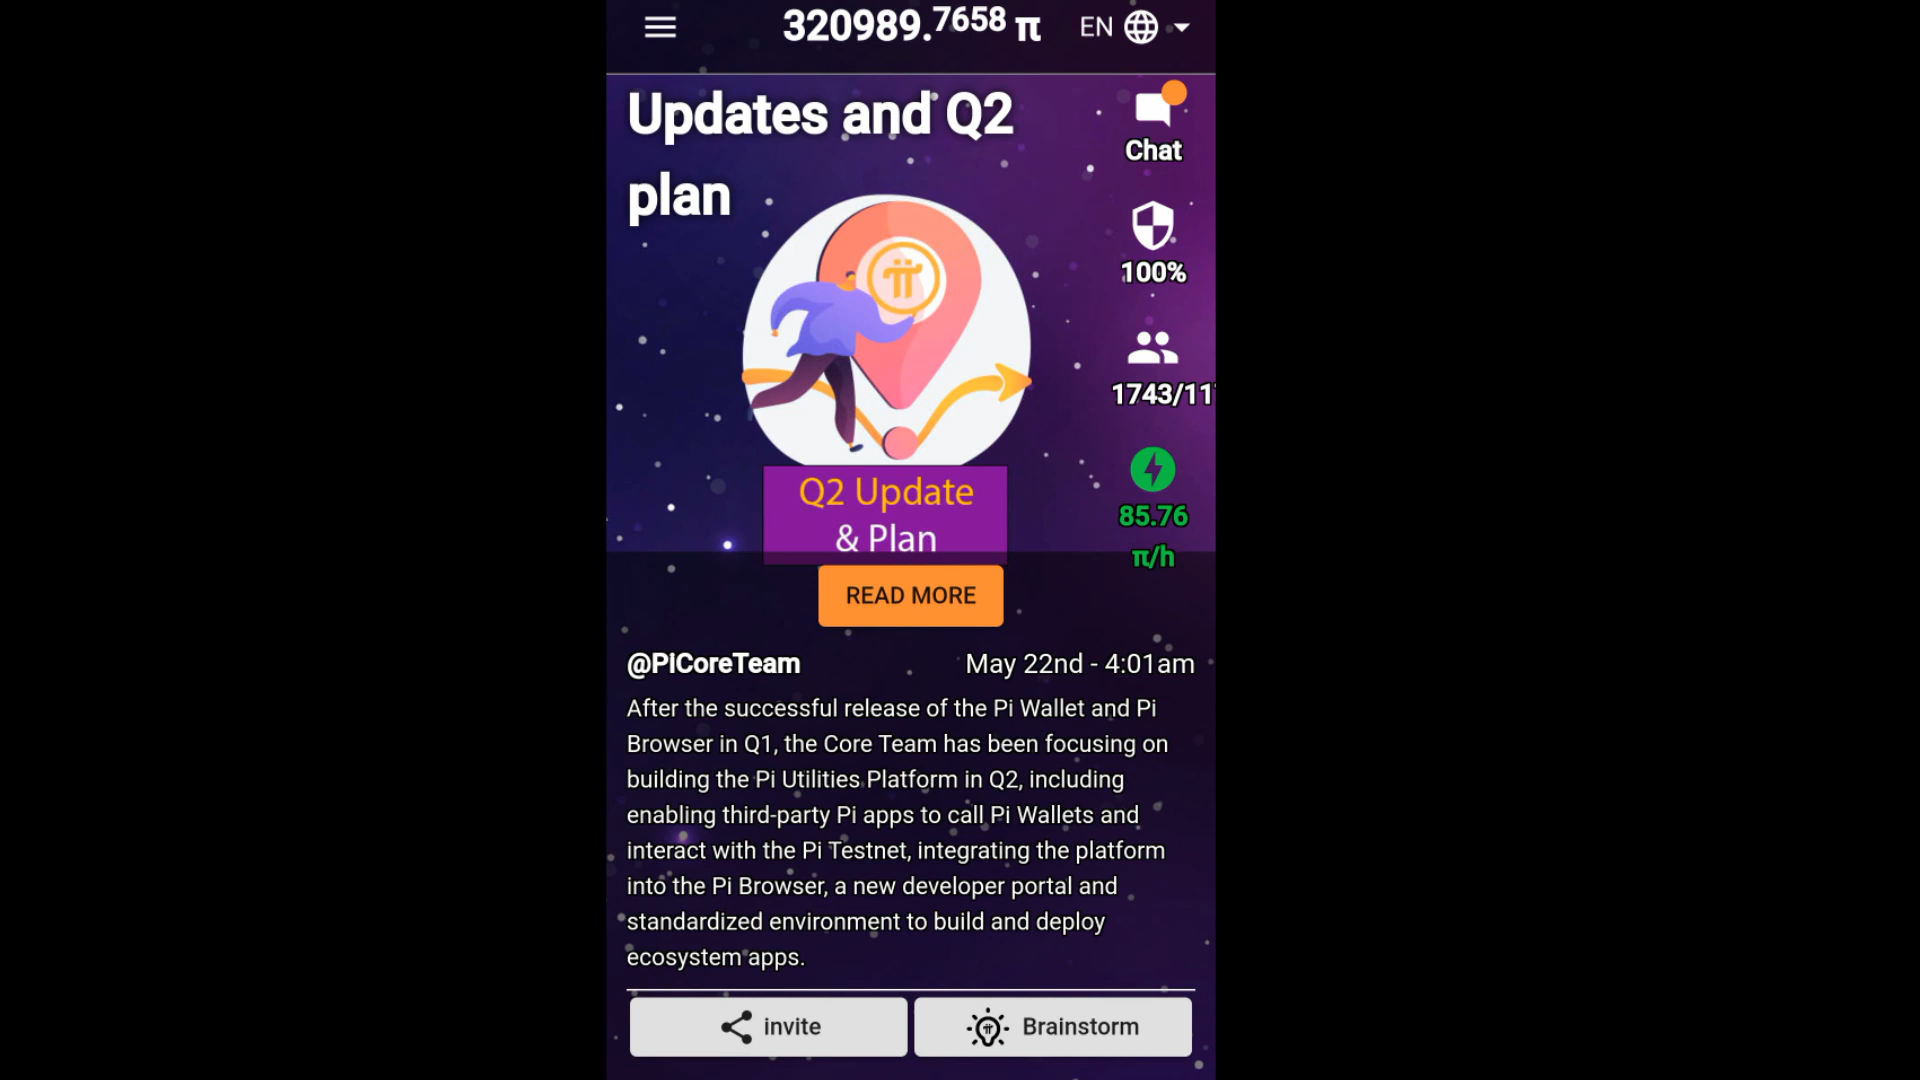 320989.7658 π EN
Updates and Q2
plan
Chat
100%
1743/11
85.76
π/h
Q2 Update
& Plan
READ MORE
@PiCoreTeam May 22nd - 4:01am
After the successful release of the Pi Wallet and Pi
Browser in Q1, the Core Team has been focusing on
building the Pi Utilities Platform in Q2, including
enabling third-party Pi apps to call Pi Wallets and
interact with the Pi Testnet, integrating the platform
into the Pi Browser, a new developer portal and
standardized environment to build and deploy
ecosystem apps.
invite Brainstorm